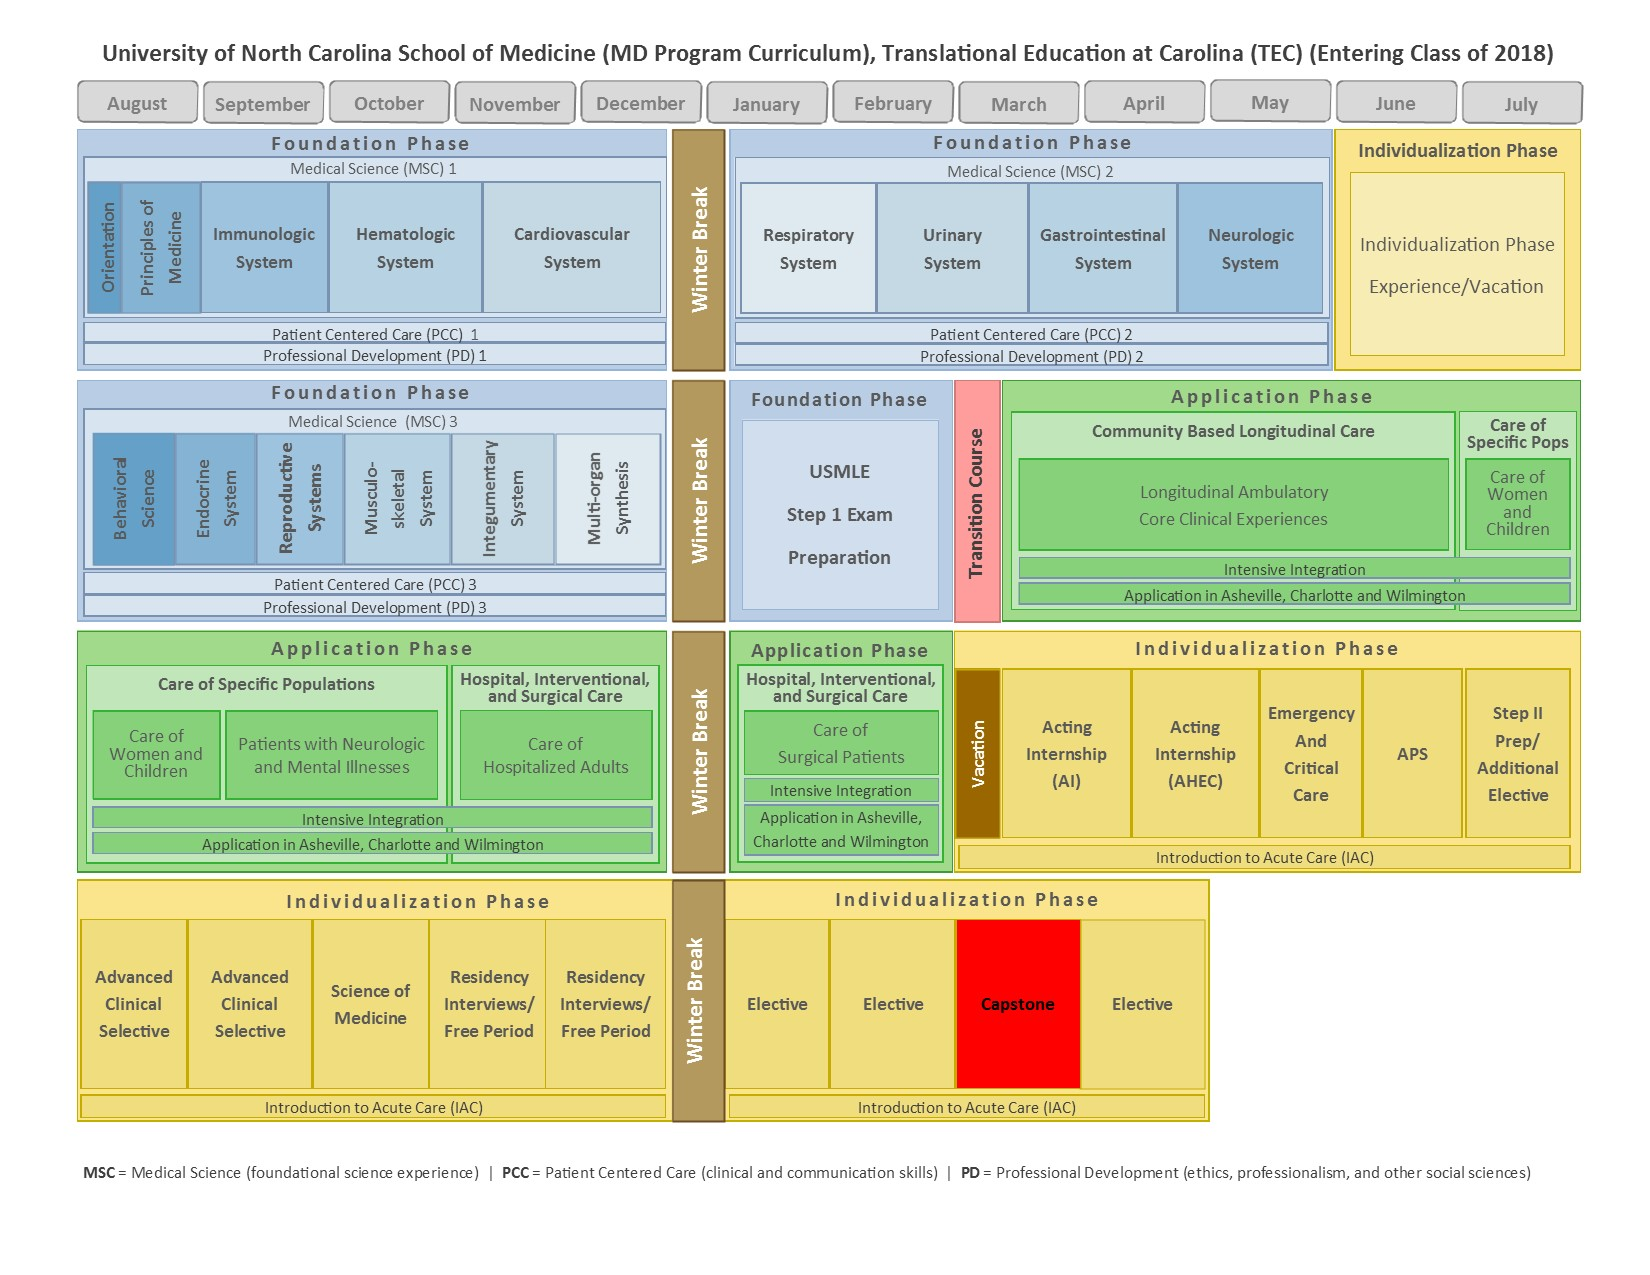 University of North Carolina School of Medicine (MD Program Curriculum), Translational Education at Carolina (TEC) (Entering Class of 2018)
August September October November December January February March April May June July
Foundation Phase
Medical Science (MSC) 1
Orientation
Principles of
Medicine
Immunologic
System
Hematologic
System
Cardiovascular
System
Patient Centered Care (PCC) 1
Professional Development (PD) 1
Winter Break
Foundation Phase
Medical Science (MSC) 2
Respiratory
System
Urinary
System
Gastrointestinal
System
Neurologic
System
Patient Centered Care (PCC) 2
Professional Development (PD) 2
Individualization Phase
Individualization Phase
Experience/Vacation
Foundation Phase
Medical Science (MSC) 3
Behavioral
Science
Endocrine
System
Reproductive
Systems
Musculo-
skeletal
System
Integumentary
System
Multi-organ
Synthesis
Patient Centered Care (PCC) 3
Professional Development (PD) 3
Winter Break
Foundation Phase
USMLE
Step 1 Exam
Preparation
Transition Course
Application Phase
Community Based Longitudinal Care
Longitudinal Ambulatory
Core Clinical Experiences
Care of
Specific Pops
Care of
Women
and
Children
Intensive Integration
Application in Asheville, Charlotte and Wilmington
Application Phase
Care of Specific Populations
Care of
Women and
Children
Patients with Neurologic
and Mental Illnesses
Hospital, Interventional,
and Surgical Care
Care of
Hospitalized Adults
Intensive Integration
Application in Asheville, Charlotte and Wilmington
Winter Break
Application Phase
Hospital, Interventional,
and Surgical Care
Care of
Surgical Patients
Intensive Integration
Application in Asheville,
Charlotte and Wilmington
Individualization Phase
Vacation
Acting
Internship
(AI)
Acting
Internship
(AHEC)
Emergency
And
Critical
Care
APS
Step II
Prep/
Additional
Elective
Introduction to Acute Care (IAC)
Individualization Phase
Advanced
Clinical
Selective
Advanced
Clinical
Selective
Science of
Medicine
Residency
Interviews/
Free Period
Residency
Interviews/
Free Period
Introduction to Acute Care (IAC)
Winter Break
Individualization Phase
Elective
Elective
Capstone
Elective
Introduction to Acute Care (IAC)
MSC = Medical Science (foundational science experience) | PCC = Patient Centered Care (clinical and communication skills) | PD = Professional Development (ethics, professionalism, and other social sciences)